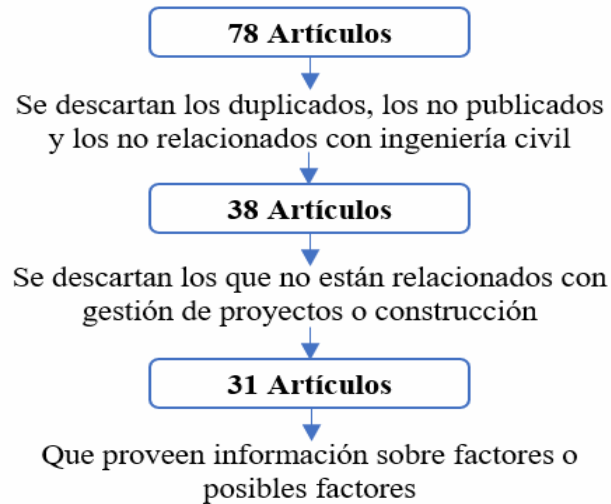 78 Artículos
Se descartan los duplicados, los no publicados
y los no relacionados con ingeniería civil
38 Artículos
Se descartan los que no están relacionados con
gestión de proyectos o construcción
31 Artículos
Que proveen información sobre factores o
posibles factores